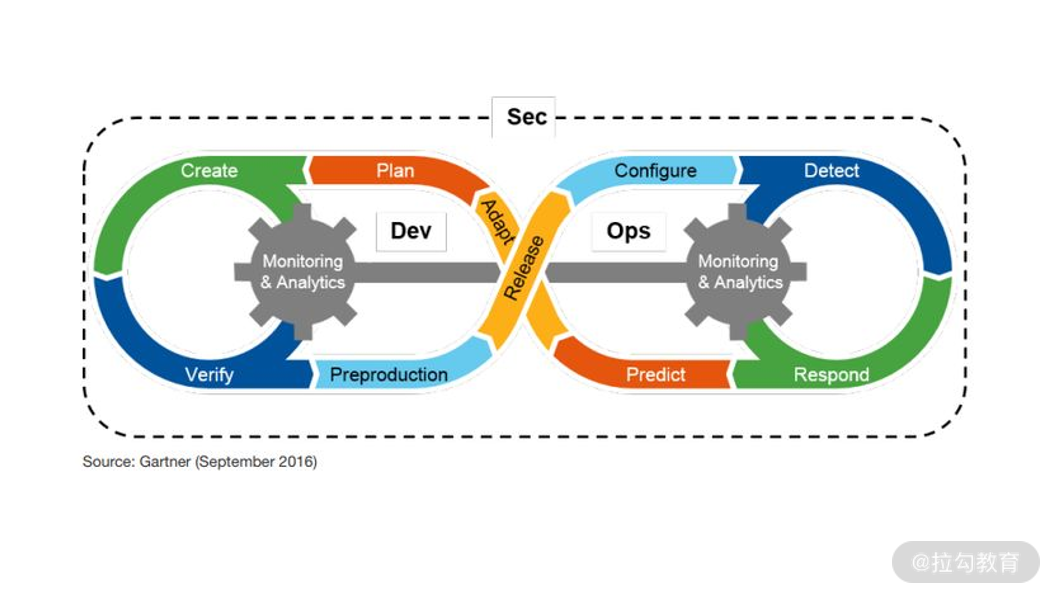 Sec
Create
Plan
Configure
Detect
Adapt
Dev
Release
Ops
Monitoring
& Analytics
Monitoring
& Analytics
Verify
Preproduction
Predict
Respond
Source: Gartner (September 2016)
@拉勾教育